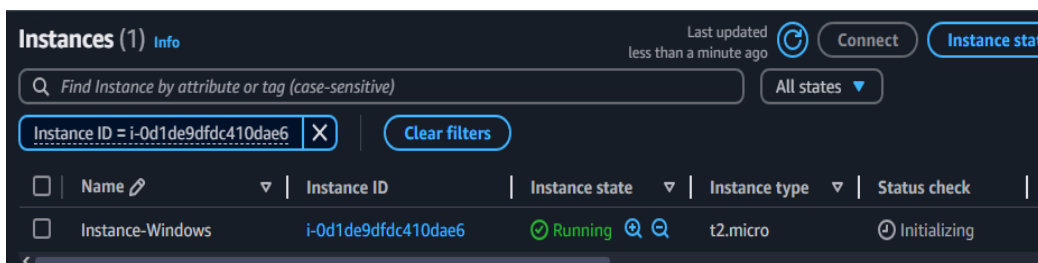 Instances (1) Info
Last updated
less than a minute ago
Connect
Instance
Find Instance by attribute or tag (case-sensitive)
All states
Instance ID = i-0d1de9dfdc410dae6
Clear filters
Name Instance ID Instance state Instance type Status check
Instance-Windows i-0d1de9dfdc410dae6 Running t2.micro Initializing